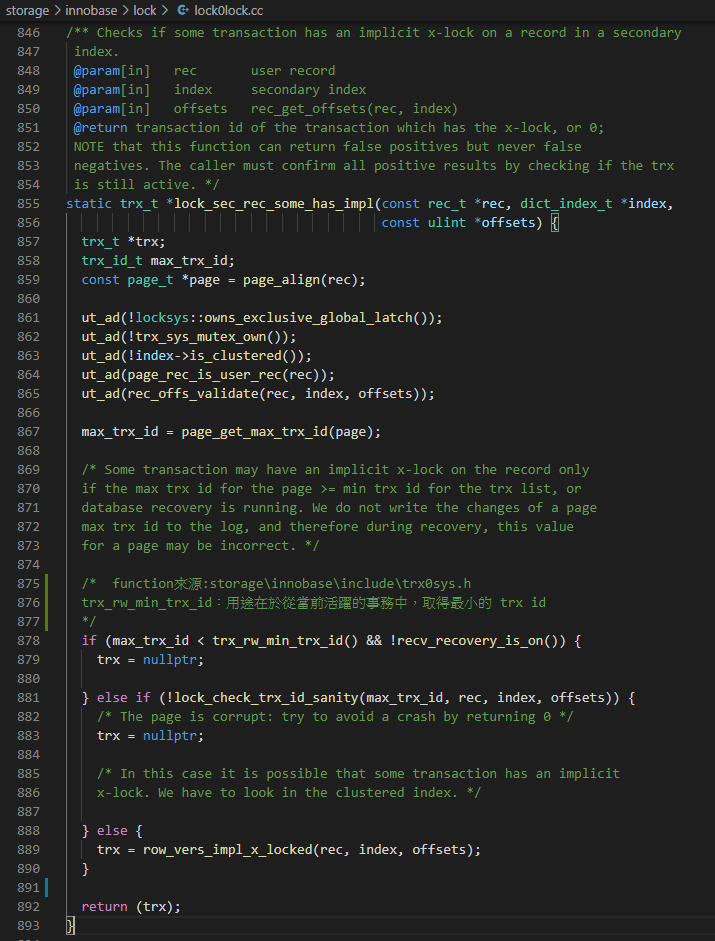 storage > innobase > lock > lock0lock.cc
846 /** Checks if some transaction has an implicit x-lock on a record in a secondary
847 index.
848 @param[in] rec user record
849 @param[in] index secondary index
850 @param[in] offsets rec_get_offsets(rec, index)
851 @return transaction id of the transaction which has the x-lock, or 0;
852 NOTE that this function can return false positives but never false
853 negatives. The caller must confirm all positive results by checking if the trx
854 is still active. */
855 static trx_t *lock_sec_rec_some_has_impl(const rec_t *rec, dict_index_t *index,
856 const ulint *offsets) {
857 trx_t *trx;
858 trx_id_t max_trx_id;
859 const page_t *page = page_align(rec);
860
861 ut_ad(!locksys::owns_exclusive_global_latch());
862 ut_ad(!trx_sys_mutex_own());
863 ut_ad(!index->is_clustered());
864 ut_ad(page_rec_is_user_rec(rec));
865 ut_ad(rec_offs_validate(rec, index, offsets));
866
867 max_trx_id = page_get_max_trx_id(page);
868
869 /* Some transaction may have an implicit x-lock on the record only
870 if the max trx id for the page >= min trx id for the trx list, or
871 database recovery is running. We do not write the changes of a page
872 max trx id to the log, and therefore during recovery, this value
873 for a page may be incorrect. */
874
875 /* function來源:storage\innobase\include\trx0sys.h
876 trx_rw_min_trx_id：用途在於從當前活躍的事務中，取得最小的 trx id
877 */
878 if (max_trx_id < trx_rw_min_trx_id() && !recv_recovery_is_on()) {
879 trx = nullptr;
880
881 } else if (!lock_check_trx_id_sanity(max_trx_id, rec, index, offsets)) {
882 /* The page is corrupt: try to avoid a crash by returning 0 */
883 trx = nullptr;
884
885 /* In this case it is possible that some transaction has an implicit
886 x-lock. We have to look in the clustered index. */
887
888 } else {
889 trx = row_vers_impl_x_locked(rec, index, offsets);
890 }
891
892 return (trx);
893 }